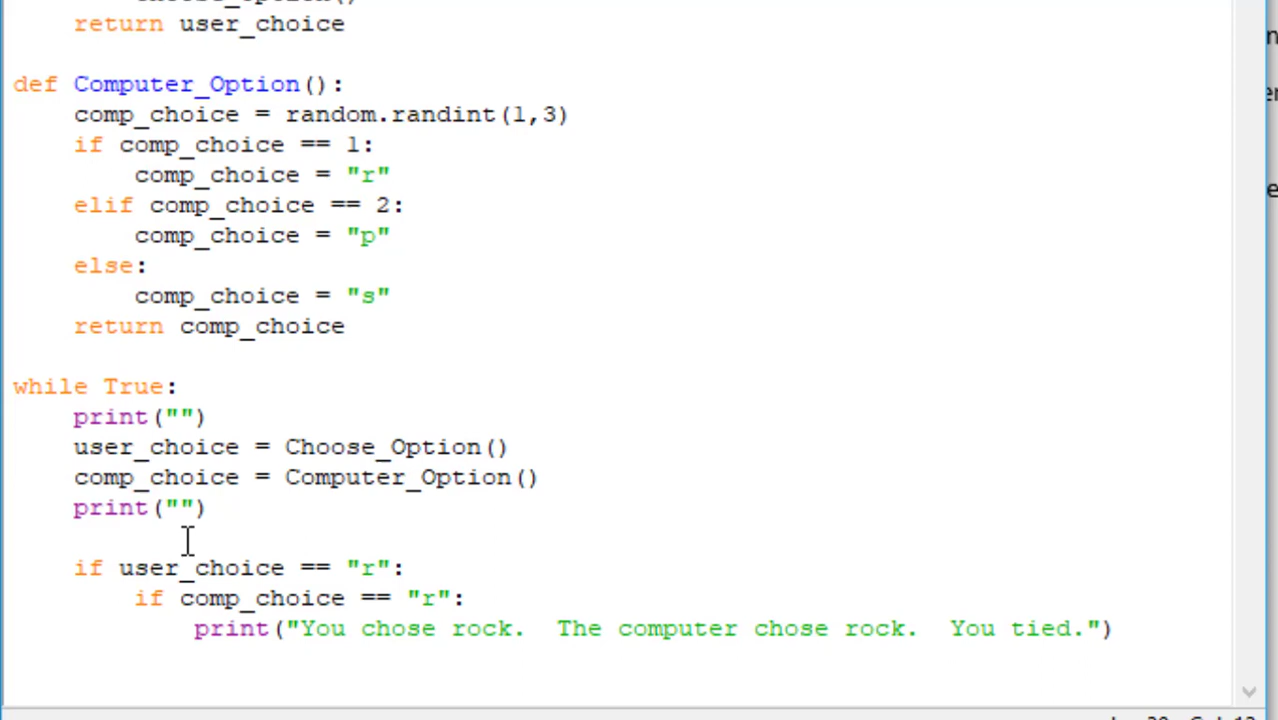 return user_choice

def Computer_Option():
    comp_choice = random.randint(1,3)
    if comp_choice == 1:
        comp_choice = "r"
    elif comp_choice == 2:
        comp_choice = "p"
    else:
        comp_choice = "s"
    return comp_choice

while True:
    print("")
    user_choice = Choose_Option()
    comp_choice = Computer_Option()
    print("")

    if user_choice == "r":
        if comp_choice == "r":
            print("You chose rock.  The computer chose rock.  You tied.")